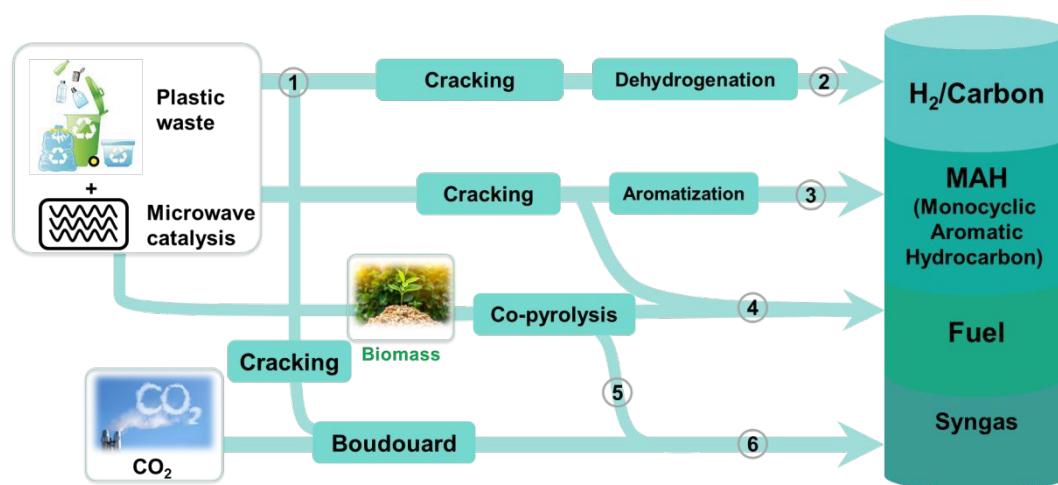 Plastic
waste
+
Microwave
catalysis
1
Cracking
Dehydrogenation
2
H₂/Carbon
Cracking
Aromatization
3
MAH
(Monocyclic
Aromatic
Hydrocarbon)
Biomass
Co-pyrolysis
4
Fuel
Cracking
5
CO₂
CO₂
Boudouard
6
Syngas